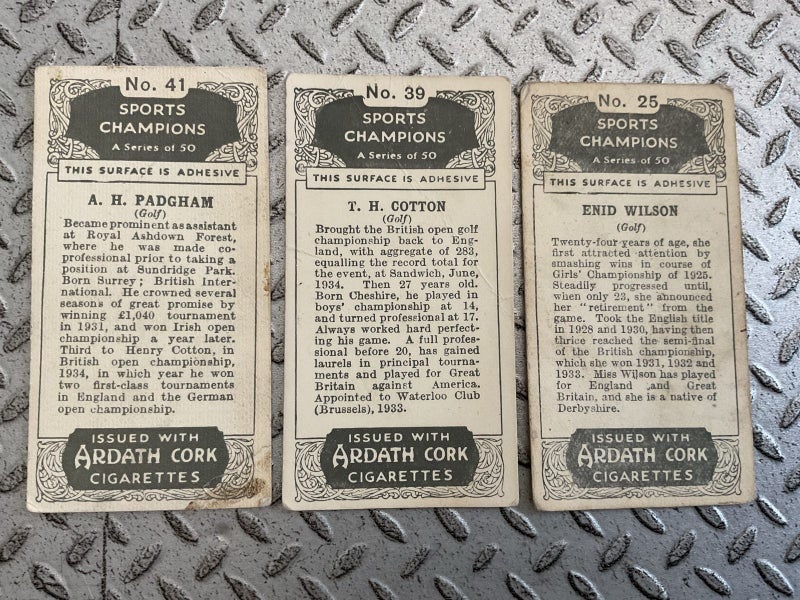 No. 41
SPORTS
CHAMPIONS
A Series of 50
THIS SURFACE IS ADHESIVE
A. H. PADGHAM
(Golf)
Became prominent as assistant
at Royal Ashdown Forest,
where he was made co-
professional prior to taking a
position at Sundridge Park.
Born Surrey; British Inter-
national. He crowned several
seasons of great promise by
winning £1,040 tournament
in 1931, and won Irish open
championship a year later.
Third to Henry Cotton, in
British open championship,
1934, in which year he won
two first-class tournaments
in England and the German
open championship.
ISSUED WITH
ARDATH CORK
CIGARETTES
No. 39
SPORTS
CHAMPIONS
A Series of 50
THIS SURFACE IS ADHESIVE
T. H. COTTON
(Golf)
Brought the British open golf
championship back to Eng-
land, with aggregate of 283,
equalling the record total for
the event, at Sandwich, June,
1934. Then 27 years old.
Born Cheshire, he played in
boys' championship at 14,
and turned professional at 17.
Always worked hard perfect-
ing his game. A full profes-
sional before 20, has gained
laurels in principal tourna-
ments and played for Great
Britain against America.
Appointed to Waterloo Club
(Brussels), 1933.
ISSUED WITH
ARDATH CORK
CIGARETTES
No. 25
SPORTS
CHAMPIONS
A Series of 50
THIS SURFACE IS ADHESIVE
ENID WILSON
(Golf)
Twenty-four years of age, she
first attracted attention by
smashing wins in course of
Girls' Championship of 1925.
Steadily progressed until,
when only 23, she announced
her "retirement" from the
game. Took the English title
in 1928 and 1930, having then
thrice reached the semi-final
of the British championship,
which she won 1931, 1932 and
1933. Miss Wilson has played
for England and Great
Britain, and she is a native of
Derbyshire.
ISSUED WITH
ARDATH CORK
CIGARETTES